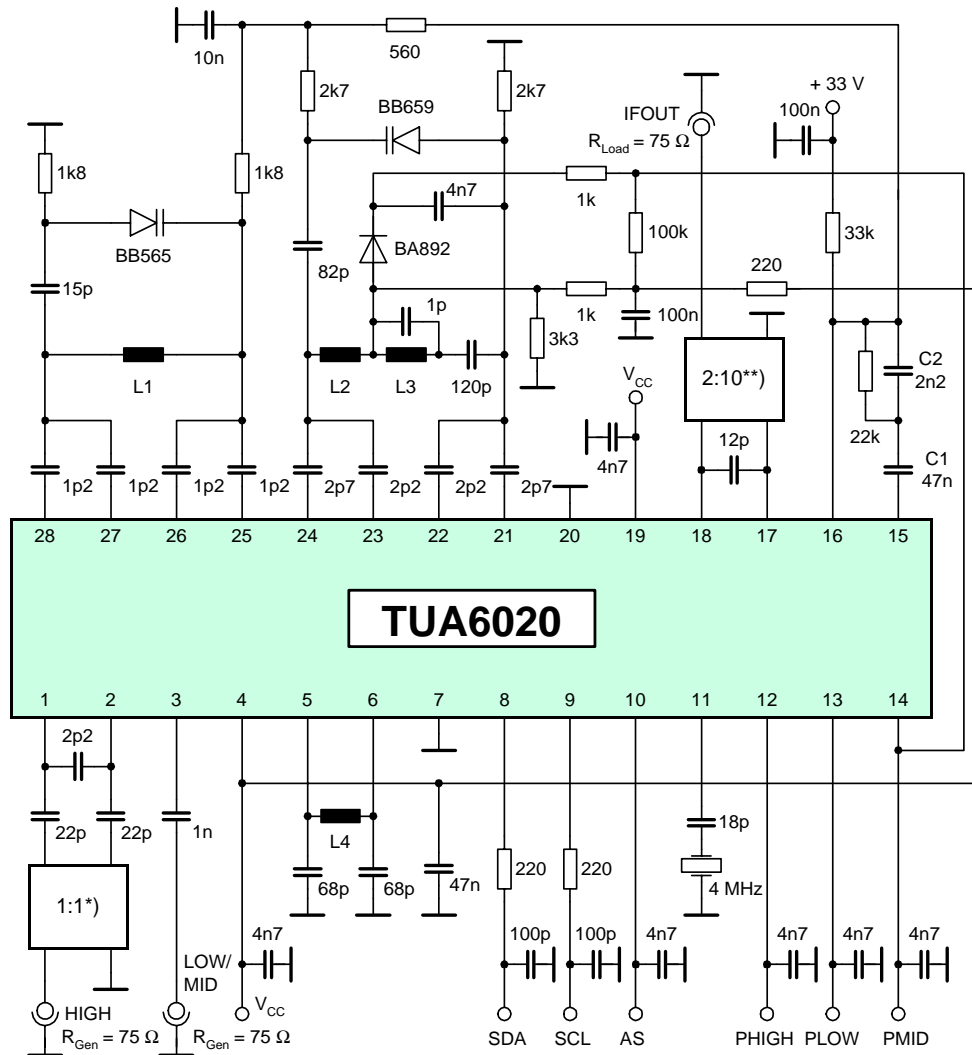 10n
560
+ 33 V
2k7
2k7
BB659
IFOUT
100n
R_Load = 75 Ω
1k8
1k8
4n7
1k
BB565
BA892
100k
33k
82p
220
15p
1p
1k
100n
3k3
C2
2n2
L1
L2
L3
120p
V_CC
2:10**)
22k
4n7
12p
C1
47n
1p2
1p2
1p2
1p2
2p7
2p2
2p2
2p7
28 27 26 25 24 23 22 21 20 19 18 17 16 15
TUA6020
1 2 3 4 5 6 7 8 9 10 11 12 13 14
2p2
22p
22p
1n
L4
18p
68p
68p
47n
220
220
4 MHz
1:1*)
4n7
100p
100p
4n7
4n7
4n7
4n7
LOW/
MID
HIGH
V_CC
R_Gen = 75 Ω
R_Gen = 75 Ω
SDA
SCL
AS
PHIGH
PLOW
PMID